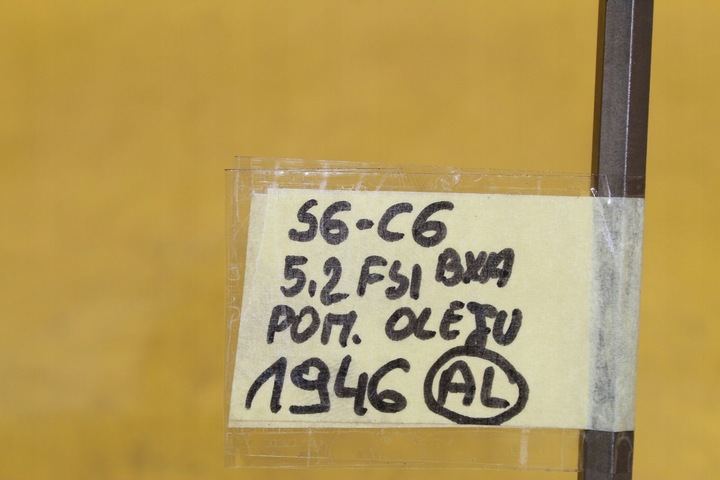 S6-C6
5.2 FSI BXA
POM. OLEJU
1946 AL